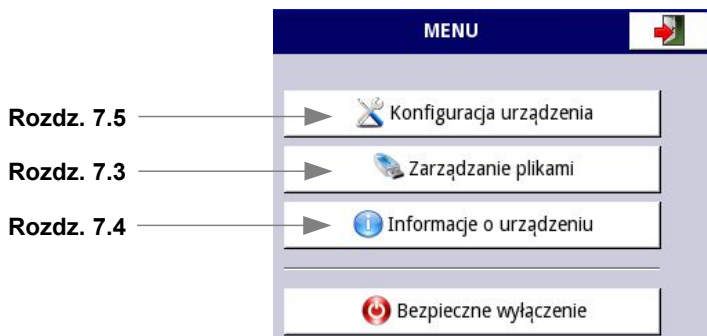 MENU
Rozdz. 7.5 Konfiguracja urządzenia
Rozdz. 7.3 Zarządzanie plikami
Rozdz. 7.4 Informacje o urządzeniu
Bezpieczne wyłączenie